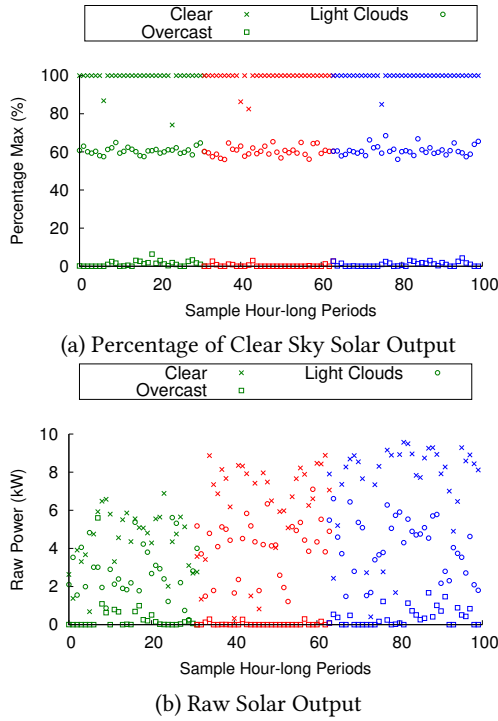 Clear
Light Clouds
Overcast
Percentage Max (%)
100
80
60
40
20
0
0 20 40 60 80 100
Sample Hour-long Periods
(a) Percentage of Clear Sky Solar Output
Clear
Light Clouds
Overcast
Raw Power (kW)
10
8
6
4
2
0
0 20 40 60 80 100
Sample Hour-long Periods
(b) Raw Solar Output